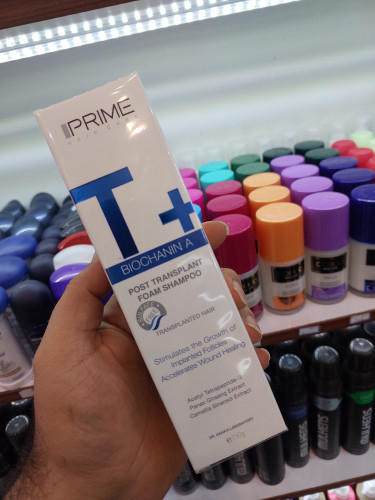 PRIME
T+
BIOCHANIN A
POST TRANSPLANT
FOAM SHAMPOO
TRANSPLANTED HAIR
Stimulates the Growth of
Implanted Follicles
Accelerates Wound Healing
Acetyl Tetrapeptide-3
Panax Ginseng Extract
Camellia Sinensis Extract